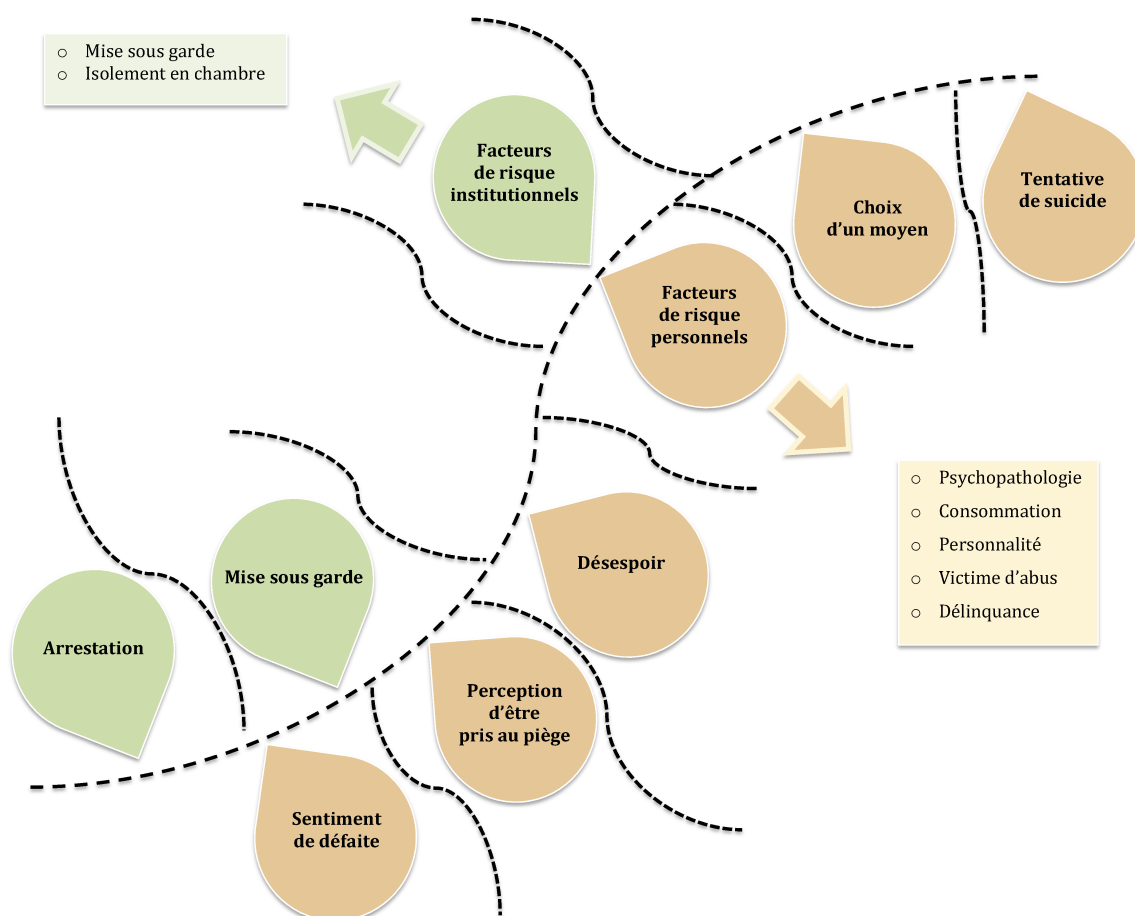 o Mise sous garde
o Isolement en chambre
Facteurs
de risque
institutionnels
Choix
d'un moyen
Tentative
de suicide
Facteurs
de risque
personnels
o Psychopathologie
o Consommation
o Personnalité
o Victime d'abus
o Délinquance
Désespoir
Mise sous garde
Arrestation
Perception
d'être
pris au piège
Sentiment
de défaite